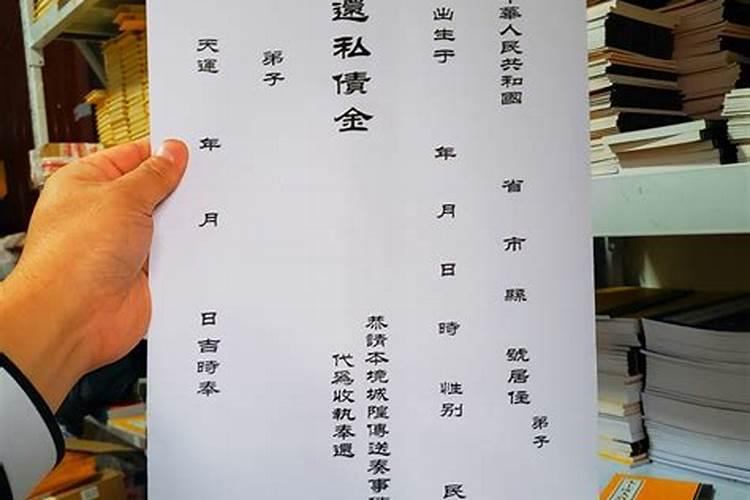 華人民共和國 省 市 縣 號居住 弟子
出生于 年 月 日 時 性别 民
還私債金
恭請本境城隍傳送奏事
代為收執奉還
弟子
天運 年 月 日吉時奉